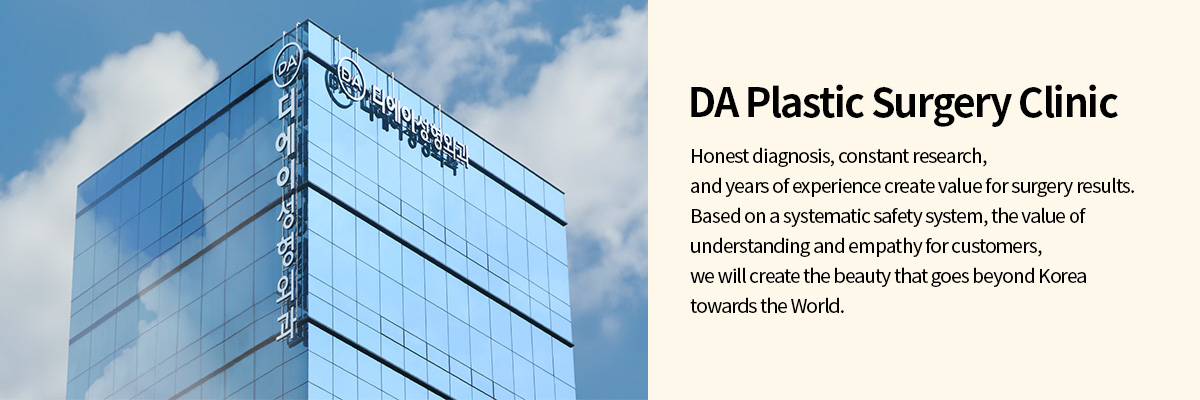 DA
디에이성형외과
DA
디에이성형외과
DA Plastic Surgery Clinic
Honest diagnosis, constant research,
and years of experience create value for surgery results.
Based on a systematic safety system, the value of
understanding and empathy for customers,
we will create the beauty that goes beyond Korea
towards the World.